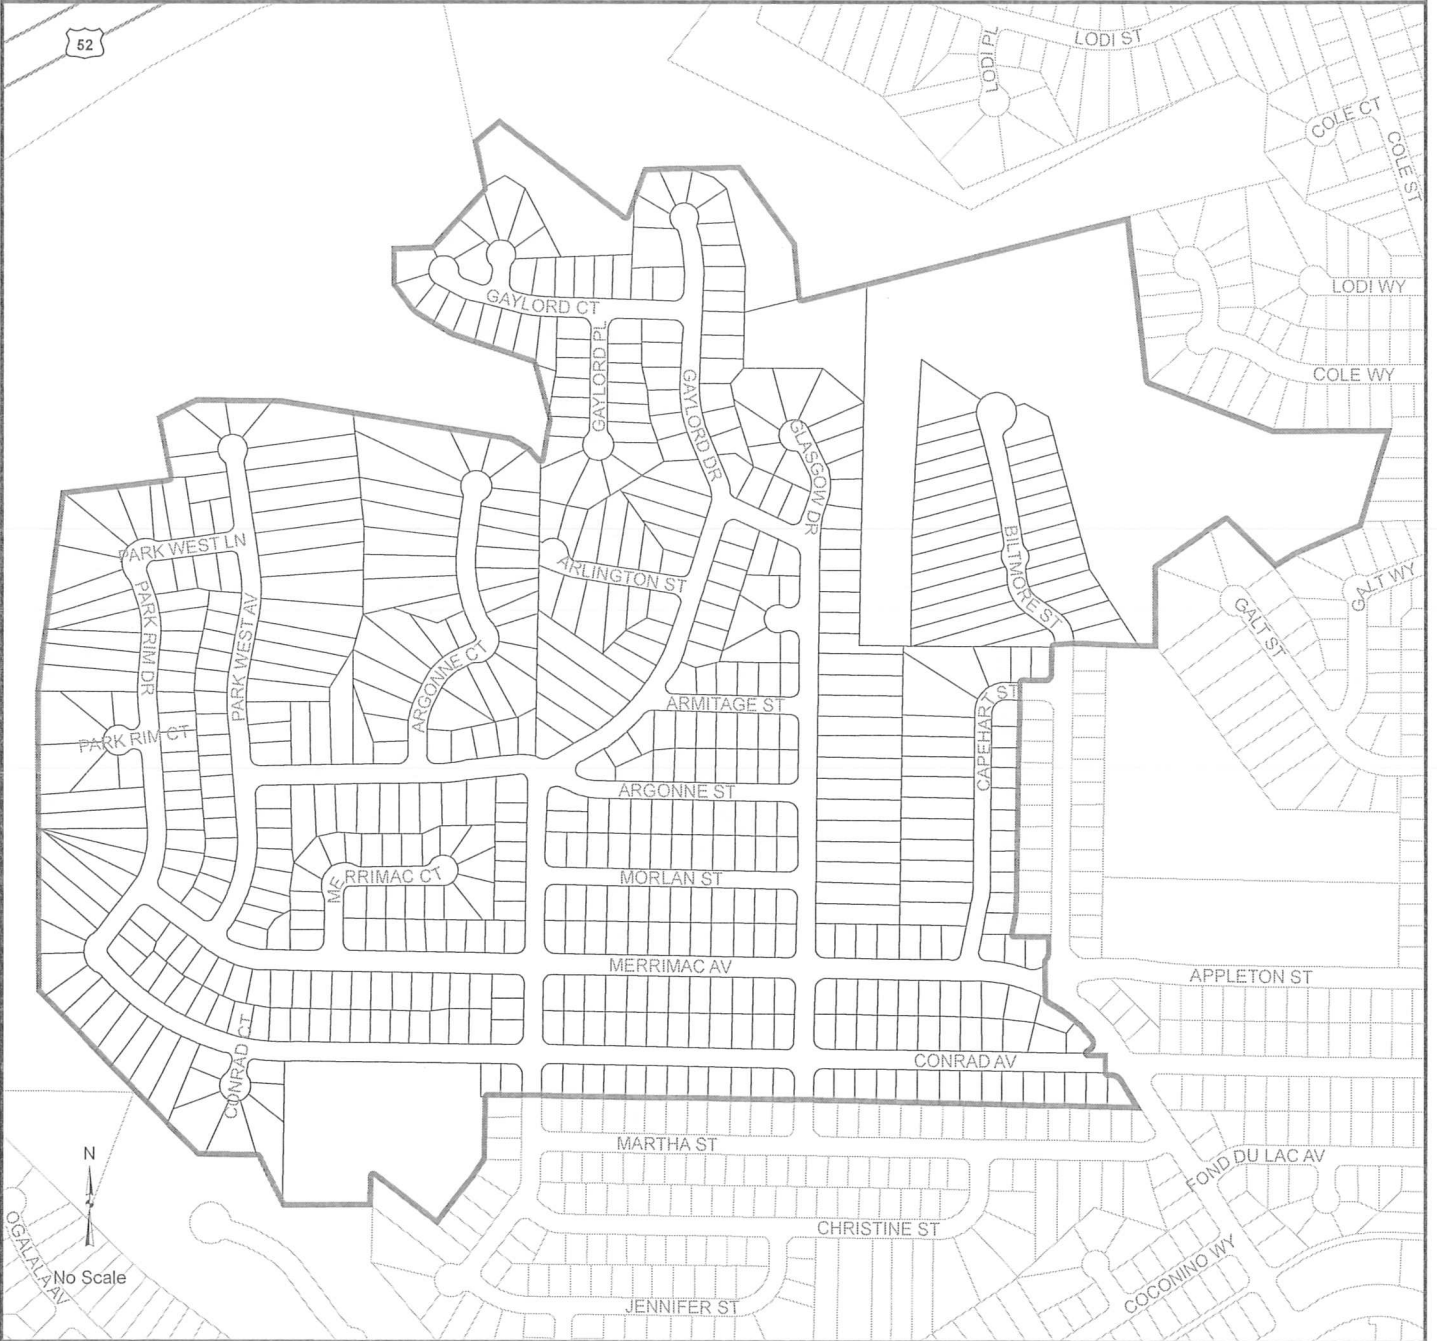 52
LODI PL
LODI ST
COLE CT
COLE ST
GAYLORD CT
LODI WY
GAYLORD PL
COLE WY
GAYLORD DR
GLASGOW DR
PARK WEST LN
ARLINGTON ST
BILTMORE ST
GALT WY
PARK RIM DR
PARK WEST AV
GALT ST
ARGONNE CT
CAPEHART ST
ARMITAGE ST
PARK RIM CT
ARGONNE ST
MERRIMAC CT
MORLAN ST
MERRIMAC AV
APPLETON ST
CONRAD CT
CONRAD AV
MARTHA ST
N
FOND DU LAC AV
OGALALA AV
CHRISTINE ST
COCONINO WY
No Scale
JENNIFER ST